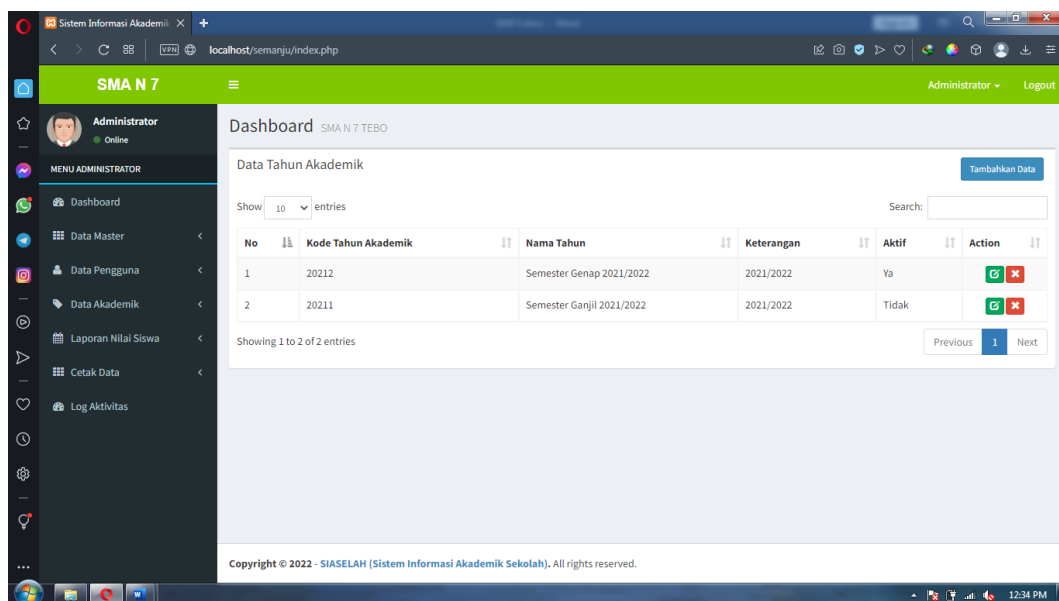 Sistem Informasi Akademik
VPN
localhost/semanju/index.php
SMA N 7
Administrator
Logout
Administrator
Online
Dashboard SMA N 7 TEBO
MENU ADMINISTRATOR
Dashboard
Data Master
Data Pengguna
Data Akademik
Laporan Nilai Siswa
Cetak Data
Log Aktivitas
Data Tahun Akademik
Tambahkan Data
Show 10 entries
Search:
No Kode Tahun Akademik Nama Tahun Keterangan Aktif Action
1 20212 Semester Genap 2021/2022 2021/2022 Ya
2 20211 Semester Ganjil 2021/2022 2021/2022 Tidak
Showing 1 to 2 of 2 entries
Previous 1 Next
Copyright © 2022 - SIASELAH (Sistem Informasi Akademik Sekolah). All rights reserved.
12:34 PM